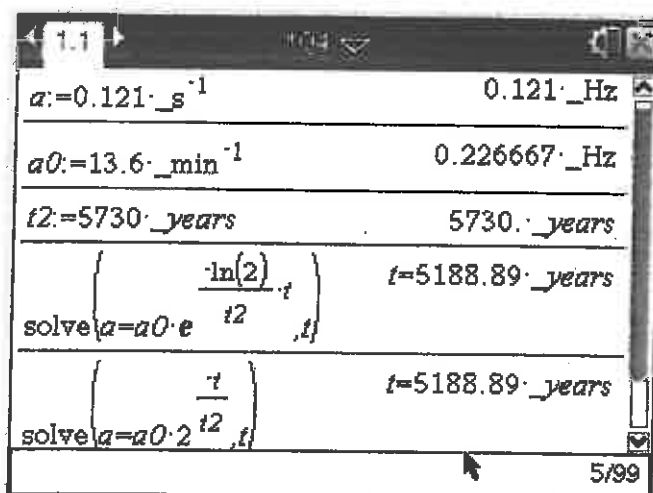 1.1
a:=0.121·_s⁻¹ 0.121·_Hz
a0:=13.6·_min⁻¹ 0.226667·_Hz
t2:=5730·_years 5730.·_years
solve(a=a0·e^(-ln(2)/t2·t),t) t=5188.89·_years
solve(a=a0·2^(-t/t2),t) t=5188.89·_years
5/99